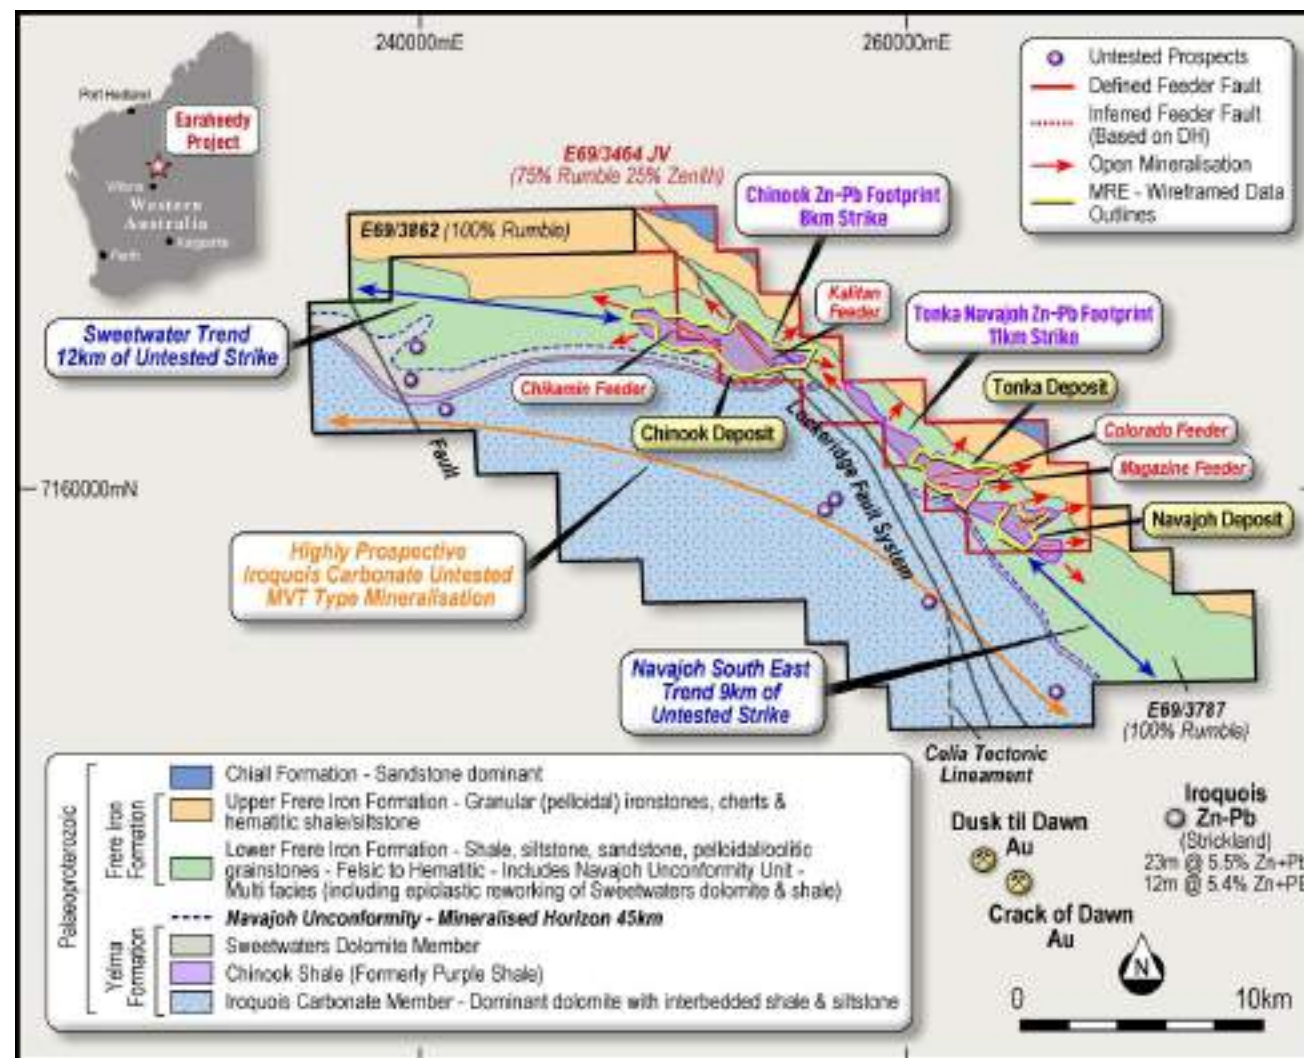 240000mE
260000mE
Port Hedland
Earaheedy
Project
Wiluna
Western
Australia
Kalgoorlie
Perth
Untested Prospects
Defined Feeder Fault
Inferred Feeder Fault
(Based on DH)
Open Mineralisation
MRE - Wireframed Data
Outlines
E69/3464 JV
(75% Rumble 25% Zenith)
Chinook Zn-Pb Footprint
8km Strike
E69/3862 (100% Rumble)
Kalitan
Feeder
Tonka Navajoh Zn-Pb Footprint
11km Strike
Sweetwater Trend
12km of Untested Strike
Chikamin Feeder
Tonka Deposit
Chinook Deposit
Colorado Feeder
Magazine Feeder
Fault
Lockeridge Fault System
7160000mN
Navajoh Deposit
Highly Prospective
Iroquois Carbonate Untested
MVT Type Mineralisation
Navajoh South East
Trend 9km of
Untested Strike
E69/3787
(100% Rumble)
Celia Tectonic
Lineament
Palaeoproterozoic
Frere Iron
Formation
Yelma
Formation
Chiall Formation - Sandstone dominant
Upper Frere Iron Formation - Granular (pelloidal) ironstones, cherts &
hematitic shale/siltstone
Lower Frere Iron Formation - Shale, siltstone, sandstone, pelloidal/oolitic
grainstones - Felsic to Hematitic - Includes Navajoh Unconformity Unit -
Multi facies (including epiclastic reworking of Sweetwaters dolomite & shale)
Navajoh Unconformity - Mineralised Horizon 45km
Sweetwaters Dolomite Member
Chinook Shale (Formerly Purple Shale)
Iroquois Carbonate Member - Dominant dolomite with interbedded shale & siltstone
Dusk til Dawn
Au
Crack of Dawn
Au
Iroquois
Zn-Pb
(Strickland)
23m @ 5.5% Zn+Pb
12m @ 5.4% Zn+Pb
N
0
10km